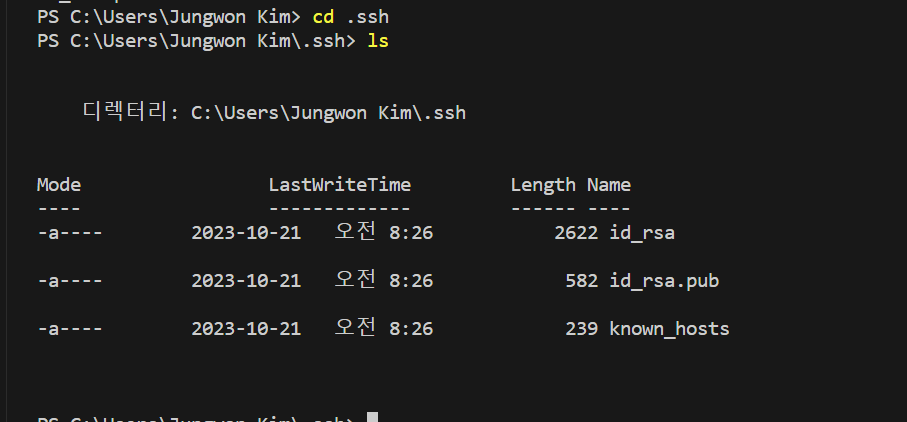 PS C:\Users\Jungwon Kim> cd .ssh
PS C:\Users\Jungwon Kim\.ssh> ls
디렉터리: C:\Users\Jungwon Kim\.ssh
Mode LastWriteTime Length Name
---- ------------- ------ ----
-a---- 2023-10-21 오전 8:26 2622 id_rsa
-a---- 2023-10-21 오전 8:26 582 id_rsa.pub
-a---- 2023-10-21 오전 8:26 239 known_hosts
PS C:\Users\Jungwon Kim\.ssh>